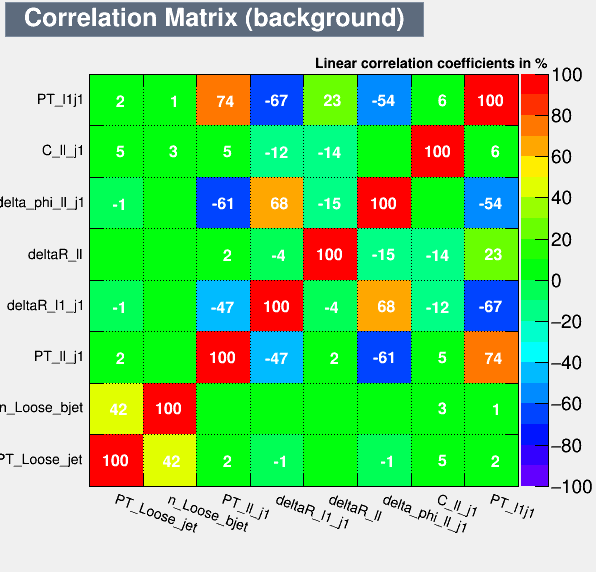 Correlation Matrix (background)
Linear correlation coefficients in %
PT_l1j1 2 1 74 -67 23 -54 6 100
C_ll_j1 5 3 5 -12 -14 100 6
delta_phi_ll_j1 -1 -61 68 -15 100 -54
deltaR_ll 2 -4 100 -15 -14 23
deltaR_l1_j1 -1 -47 100 -4 68 -12 -67
PT_ll_j1 2 100 -47 2 -61 5 74
n_Loose_bjet 42 100 3 1
PT_Loose_jet 100 42 2 -1 -1 5 2
PT_Loose_jet n_Loose_bjet PT_ll_j1 deltaR_l1_j1 deltaR_ll delta_phi_ll_j1 C_ll_j1 PT_l1j1
100
80
60
40
20
0
−20
−40
−60
−80
−100